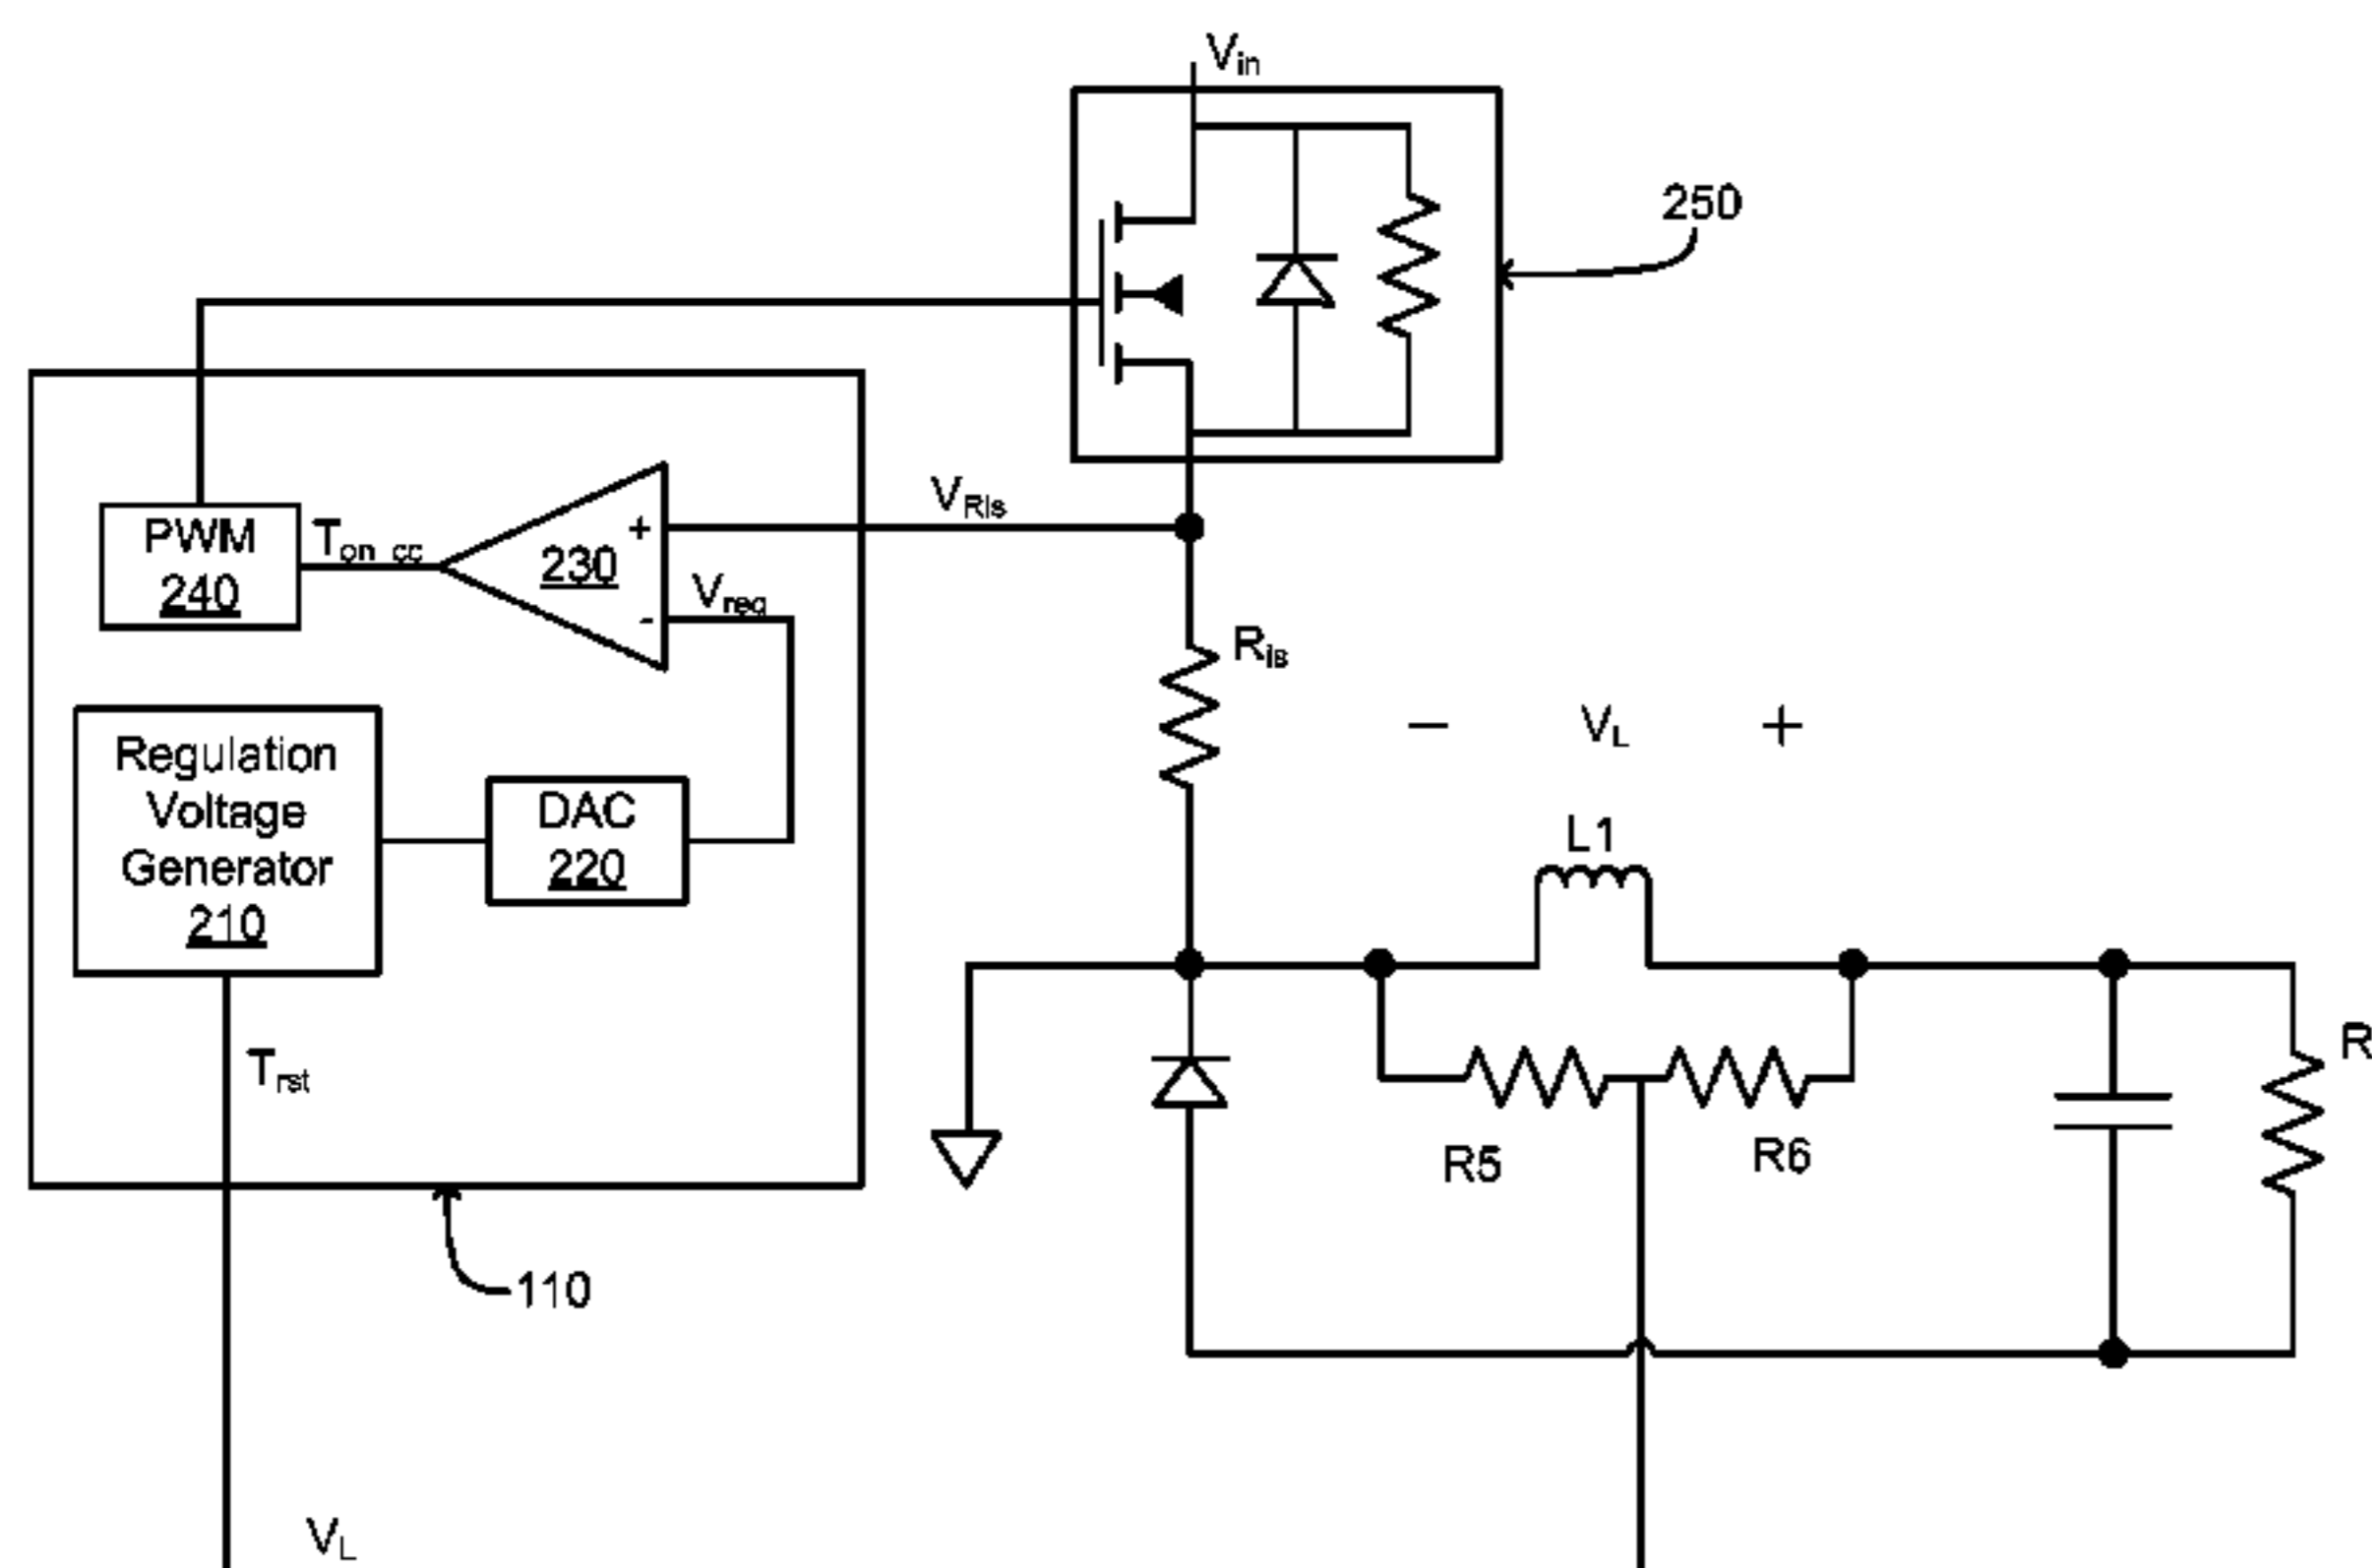 Vin
250
VRis
PWM
240
Ton_cc
+
230
Vreg
-
Ris
Regulation
Voltage
Generator
210
DAC
220
− VL +
L1
Trst
R5
R6
R
110
VL